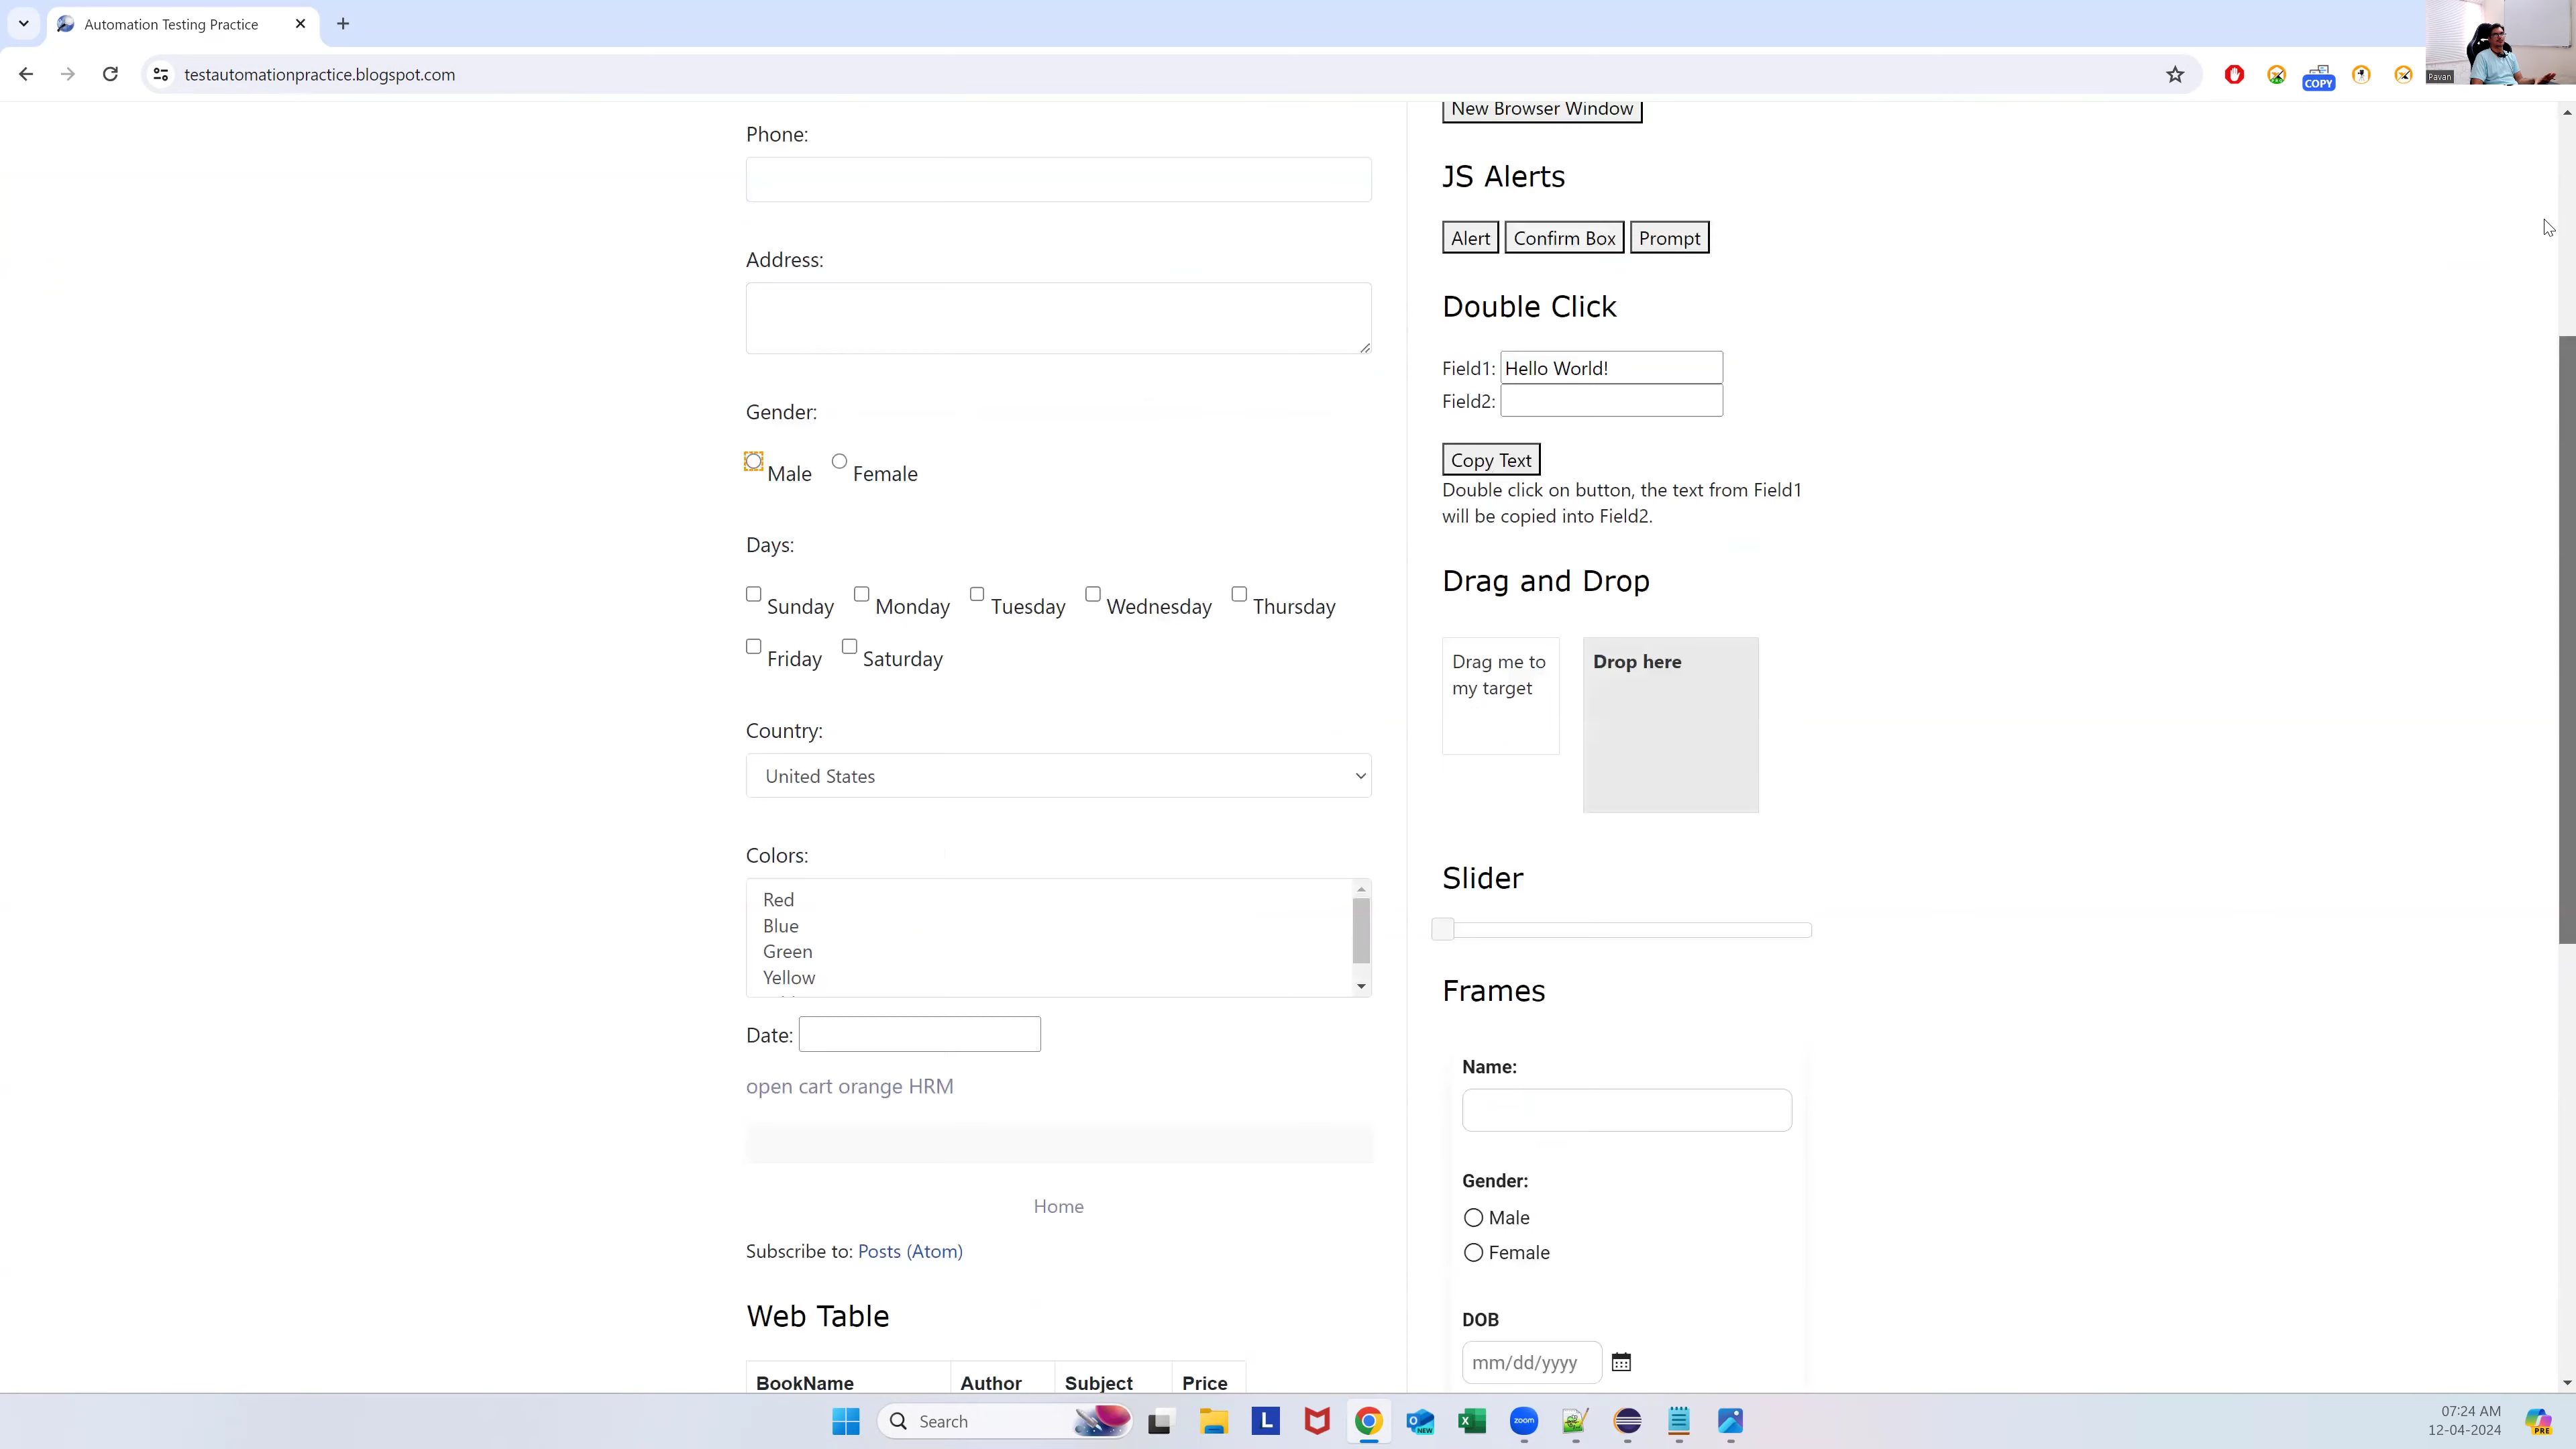 Automation Testing Practice
testautomationpractice.blogspot.com
COPY
Pavan
Phone:
Address:
Gender:
Male Female
Days:
Sunday Monday Tuesday Wednesday Thursday
Friday Saturday
Country:
United States
Colors:
Red
Blue
Green
Yellow
Date:
open cart orange HRM
Home
Subscribe to: Posts (Atom)
Web Table
BookName Author Subject Price
New Browser Window
JS Alerts
Alert Confirm Box Prompt
Double Click
Field1: Hello World!
Field2:
Copy Text
Double click on button, the text from Field1
will be copied into Field2.
Drag and Drop
Drag me to
my target
Drop here
Slider
Frames
Name:
Gender:
Male
Female
DOB
mm/dd/yyyy
Search
L
NEW
zoom
07:24 AM
12-04-2024
PRE